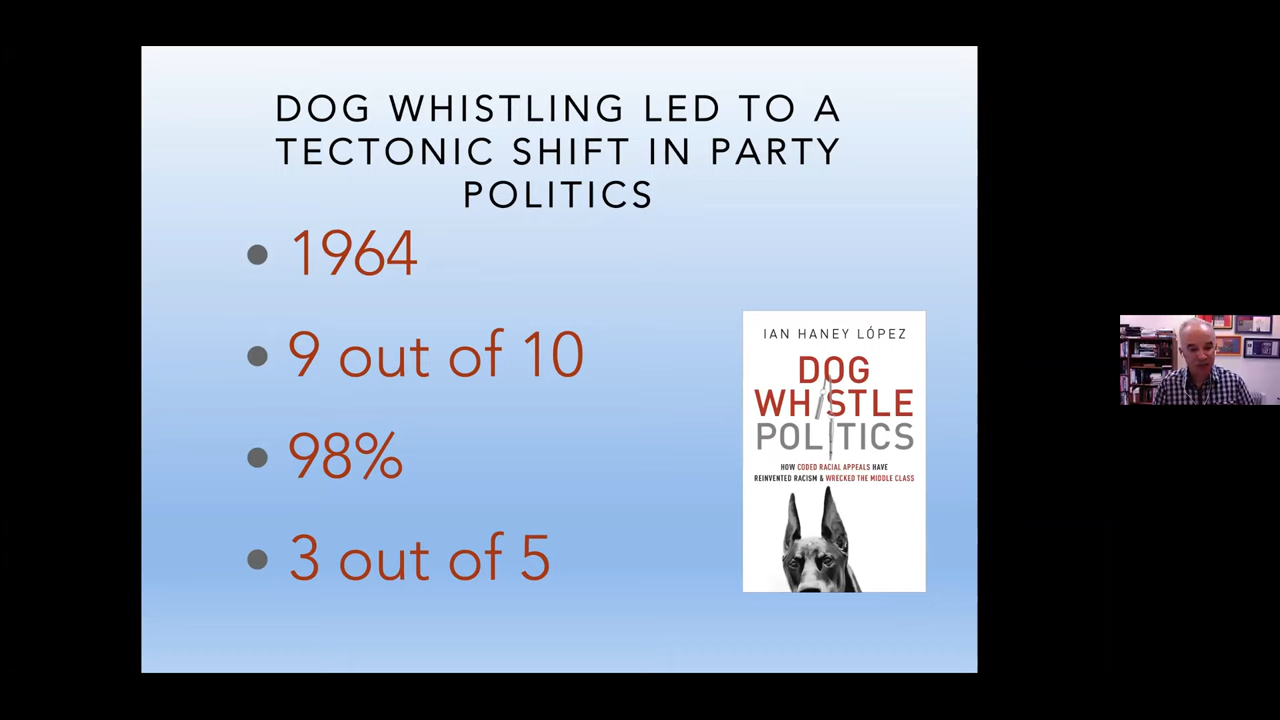 DOG WHISTLING LED TO A
TECTONIC SHIFT IN PARTY
POLITICS
• 1964
• 9 out of 10
• 98%
• 3 out of 5
IAN HANEY LÓPEZ
DOG
WHISTLE
POLITICS
HOW CODED RACIAL APPEALS HAVE
REINVENTED RACISM & WRECKED THE MIDDLE CLASS